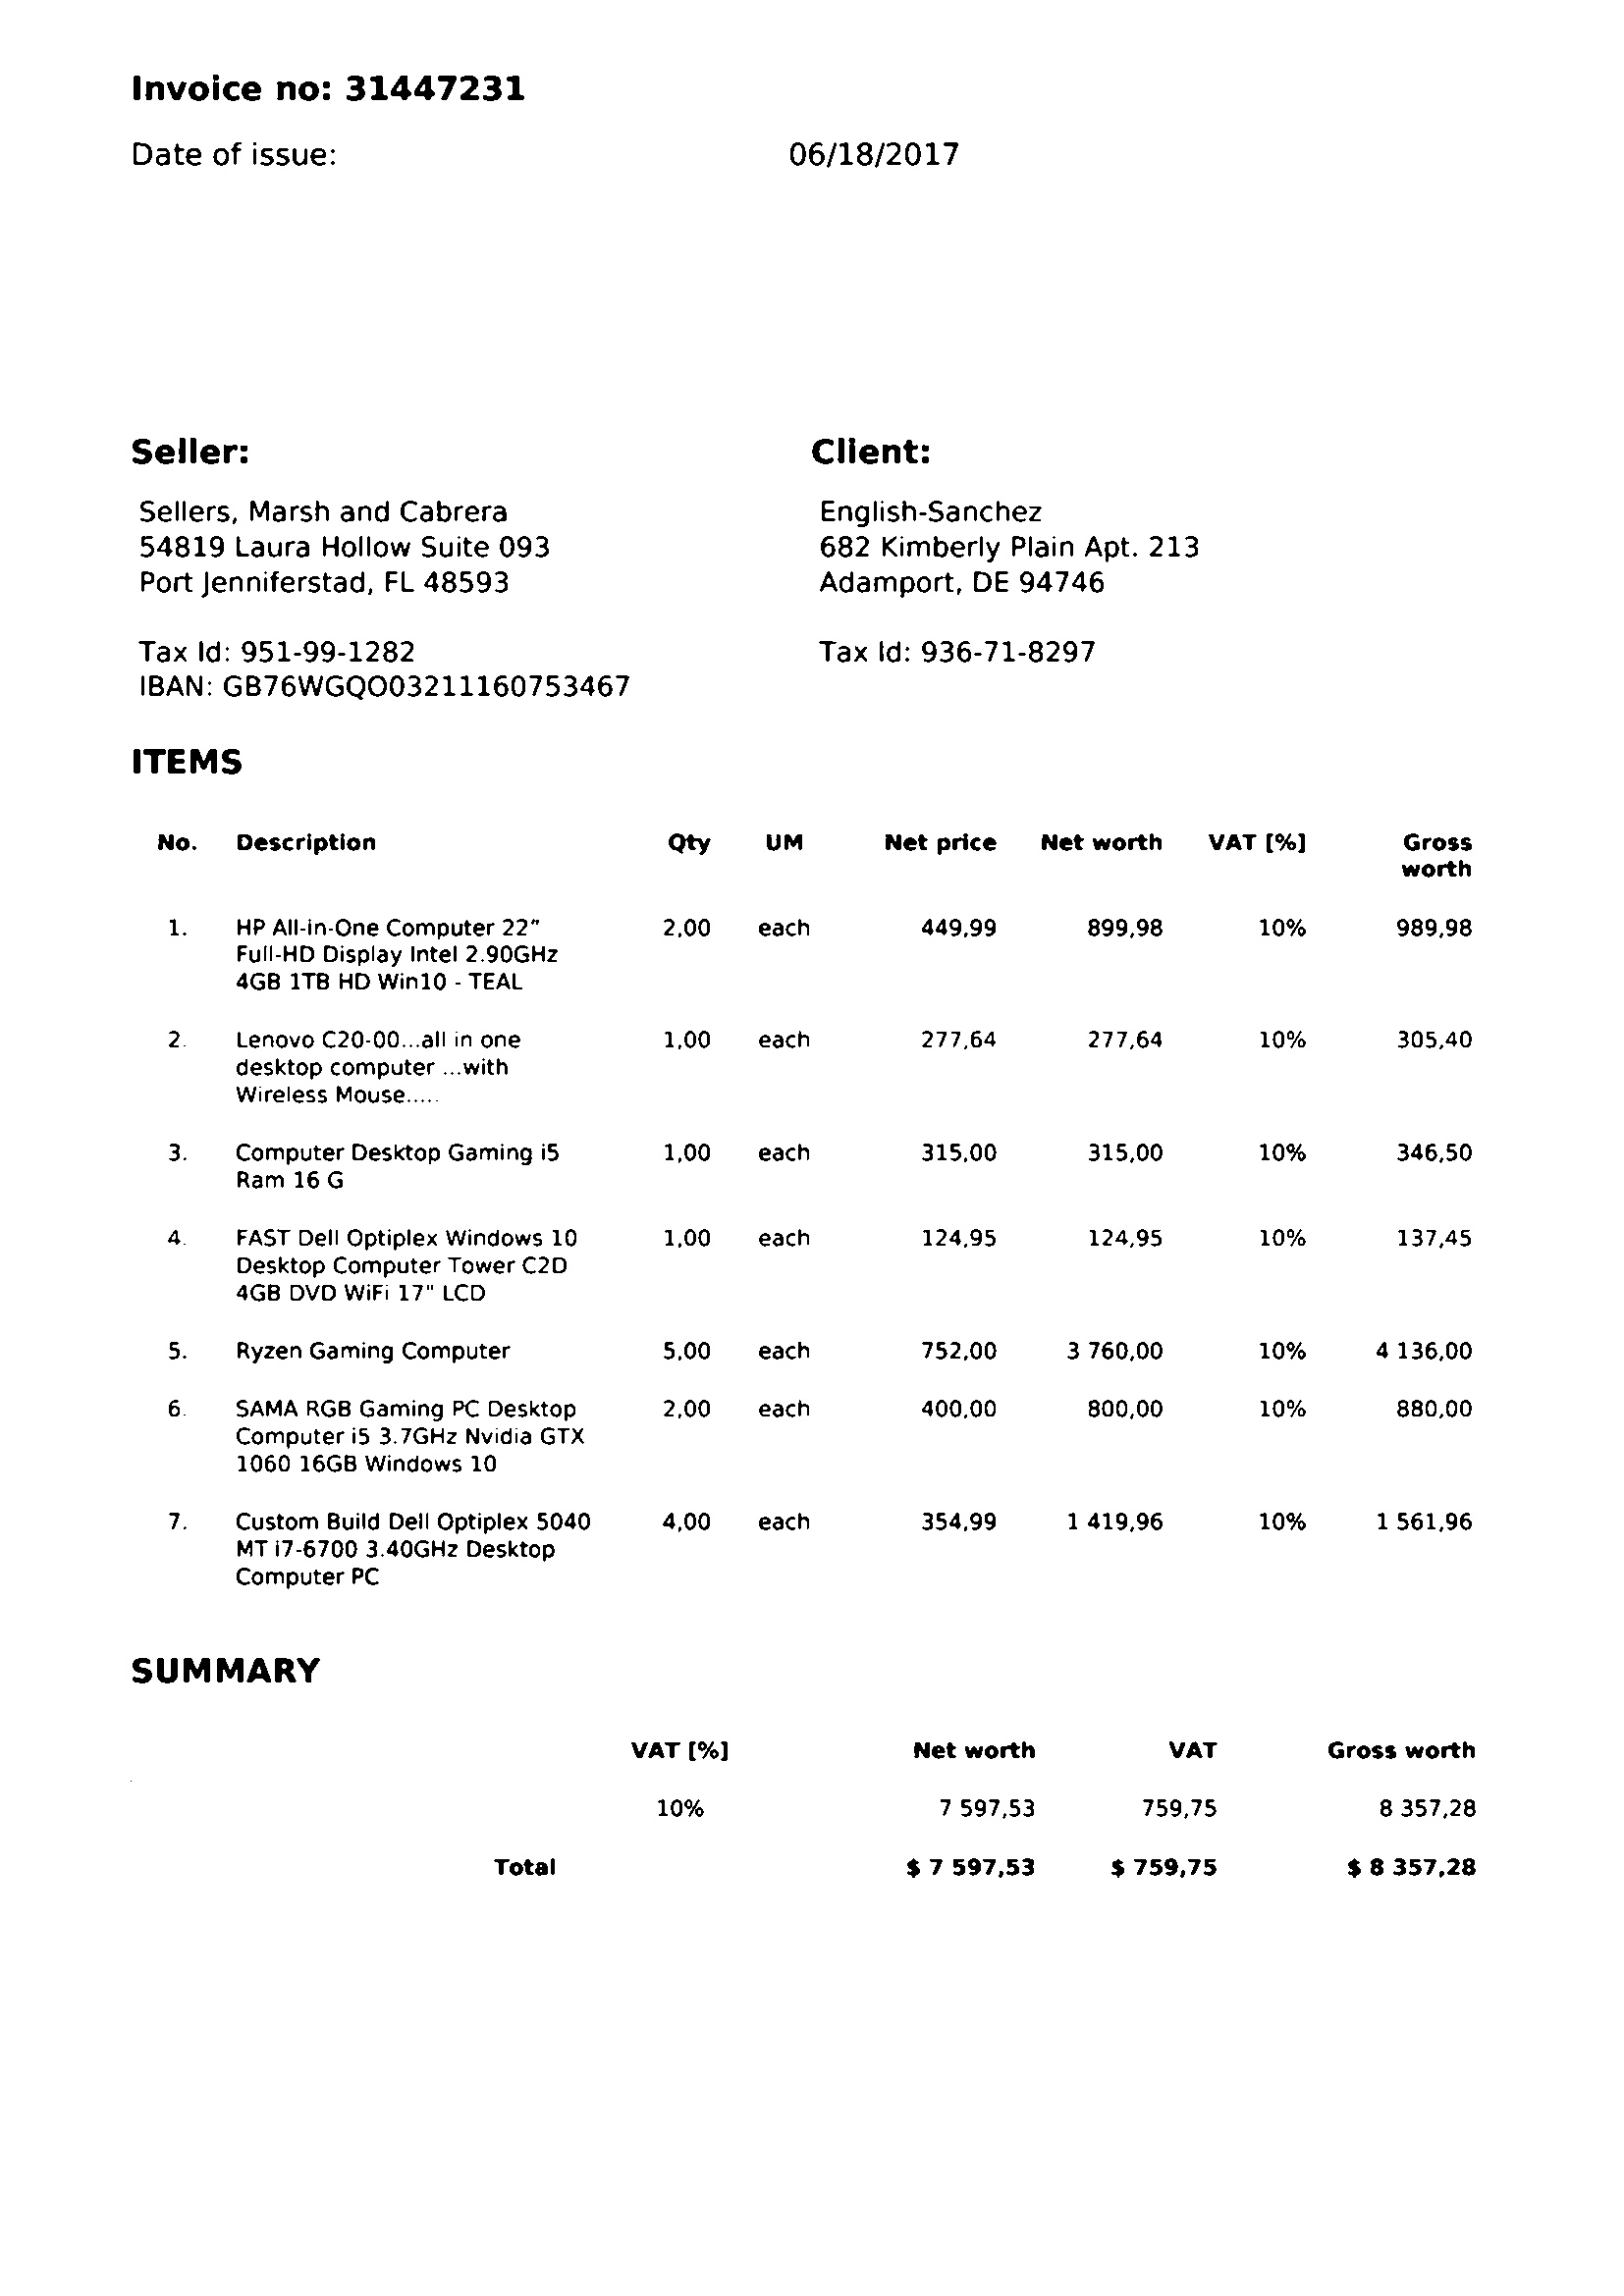 Invoice no: 31447231
Date of issue: 06/18/2017
Seller: Client:
Sellers, Marsh and Cabrera English-Sanchez
54819 Laura Hollow Suite 093 682 Kimberly Plain Apt. 213
Port Jenniferstad, FL 48593 Adamport, DE 94746
Tax Id: 951-99-1282 Tax Id: 936-71-8297
IBAN: GB76WGQO03211160753467
ITEMS
No. Description Qty UM Net price Net worth VAT [%] Gross
worth
1. HP All-in-One Computer 22" 2,00 each 449,99 899,98 10% 989,98
Full-HD Display Intel 2.90GHz
4GB 1TB HD Win10 - TEAL
2. Lenovo C20-00...all in one 1,00 each 277,64 277,64 10% 305,40
desktop computer ...with
Wireless Mouse.....
3. Computer Desktop Gaming i5 1,00 each 315,00 315,00 10% 346,50
Ram 16 G
4. FAST Dell Optiplex Windows 10 1,00 each 124,95 124,95 10% 137,45
Desktop Computer Tower C2D
4GB DVD WiFi 17" LCD
5. Ryzen Gaming Computer 5,00 each 752,00 3 760,00 10% 4 136,00
6. SAMA RGB Gaming PC Desktop 2,00 each 400,00 800,00 10% 880,00
Computer i5 3.7GHz Nvidia GTX
1060 16GB Windows 10
7. Custom Build Dell Optiplex 5040 4,00 each 354,99 1 419,96 10% 1 561,96
MT i7-6700 3.40GHz Desktop
Computer PC
SUMMARY
VAT [%] Net worth VAT Gross worth
10% 7 597,53 759,75 8 357,28
Total $ 7 597,53 $ 759,75 $ 8 357,28